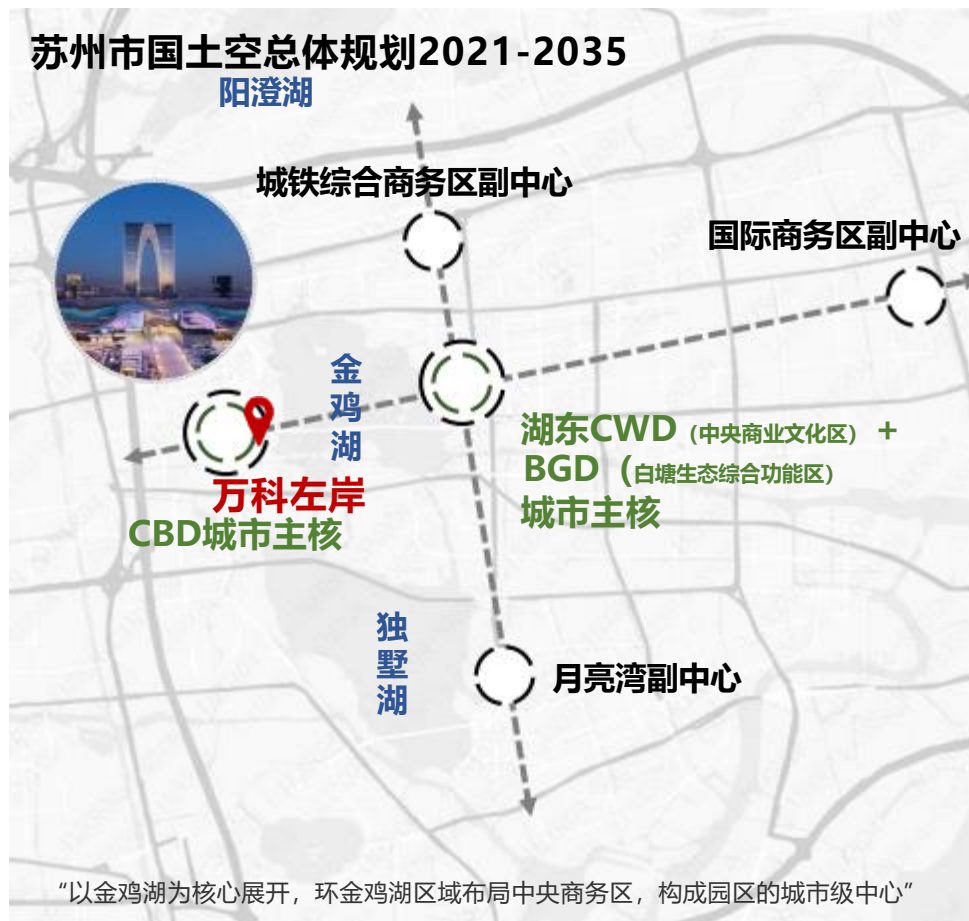 苏州市国土空总体规划2021-2035
阳澄湖
城铁综合商务区副中心
国际商务区副中心
金鸡湖
湖东CWD（中央商业文化区）+
BGD（白塘生态综合功能区）
城市主核
万科左岸
CBD城市主核
独墅湖
月亮湾副中心
“以金鸡湖为核心展开，环金鸡湖区域布局中央商务区，构成园区的城市级中心”